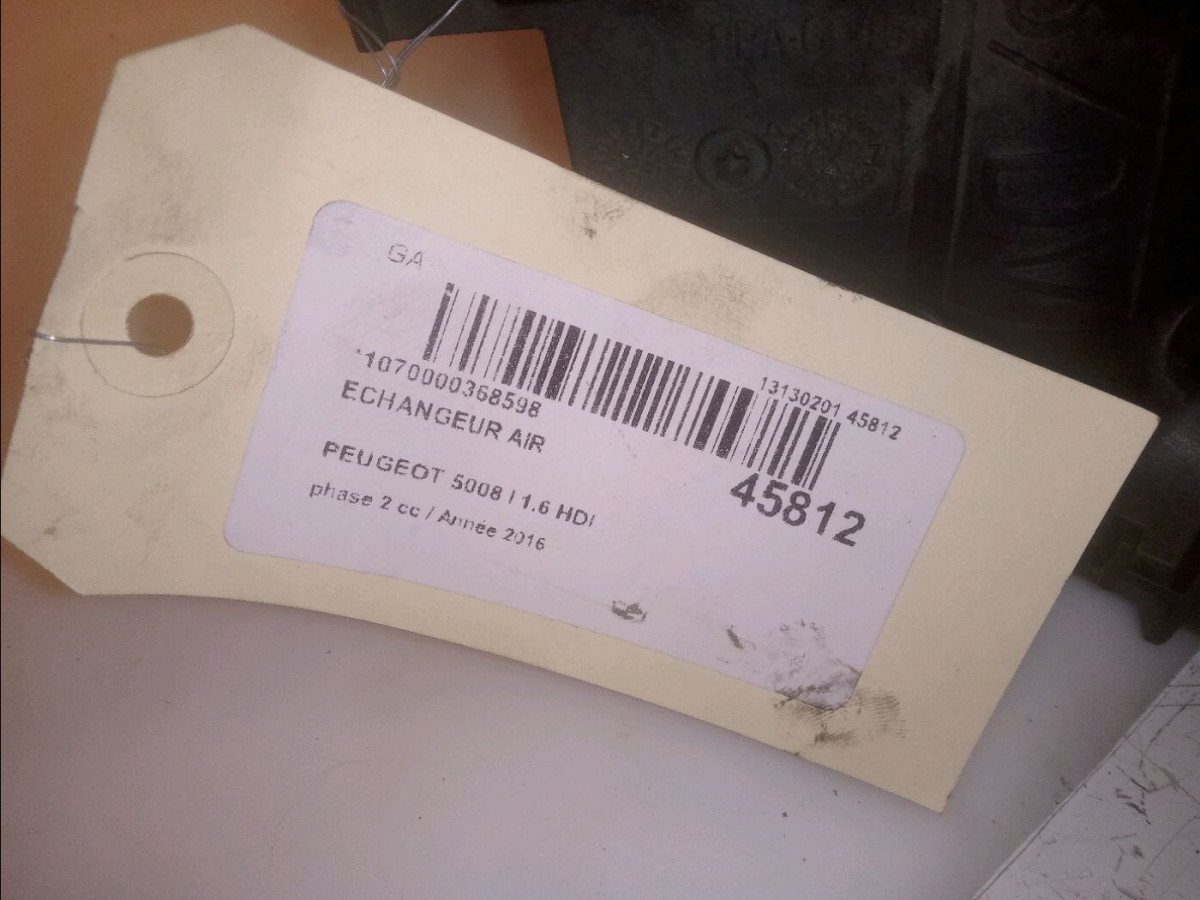 GA
13130201 45812
*1070000368598
ECHANGEUR AIR
45812
PEUGEOT 5008 I 1.6 HDI
phase 2 cc / Année 2016